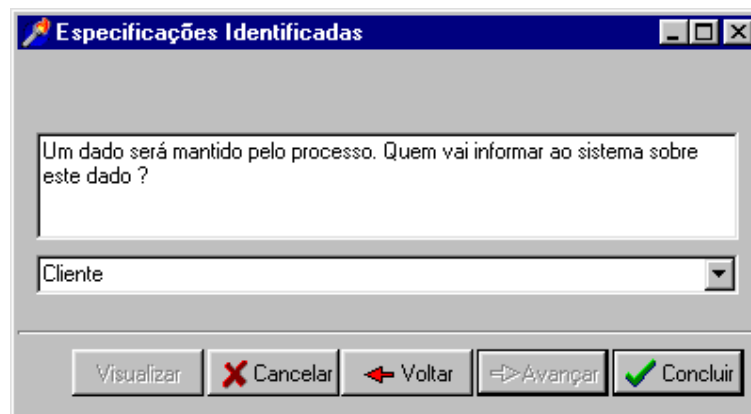 Especificações Identificadas
Um dado será mantido pelo processo. Quem vai informar ao sistema sobre
este dado ?
Cliente
Visualizar Cancelar Voltar Avançar Concluir